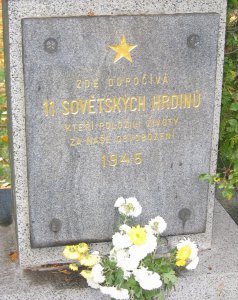 ZDE ODPOČÍVÁ
11 SOVĚTSKÝCH HRDINŮ
KTEŘÍ POLOŽILI ŽIVOTY
ZA NAŠE OSVOBOZENÍ
1945